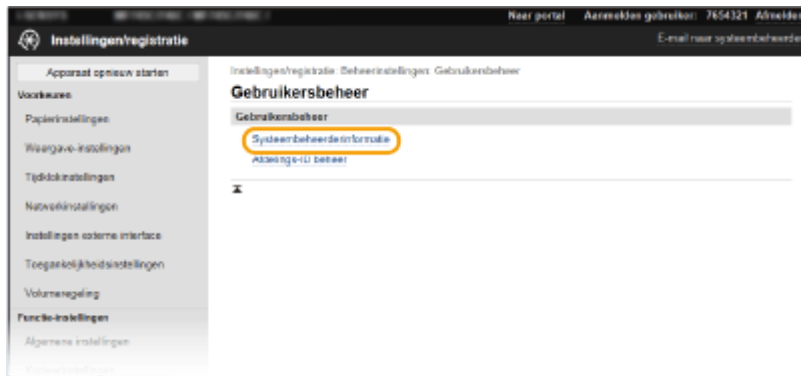 Naar portal Aanmelden gebruiker: 7654321 Afmelden
Instellingen/registratie
E-mail naar systeembeheerder
Apparaat opnieuw starten
Voorkeuren
Papierinstellingen
Weergave-instellingen
Tijdklokinstellingen
Netwerkinstellingen
Instellingen externe interface
Toegankelijkheidsinstellingen
Volumeregeling
Functie-instellingen
Algemene instellingen
Instellingen/registratie: Beheerinstellingen: Gebruikersbeheer
Gebruikersbeheer
Gebruikersbeheer
Systeembeheerderinformatie
Afdelings-ID beheer